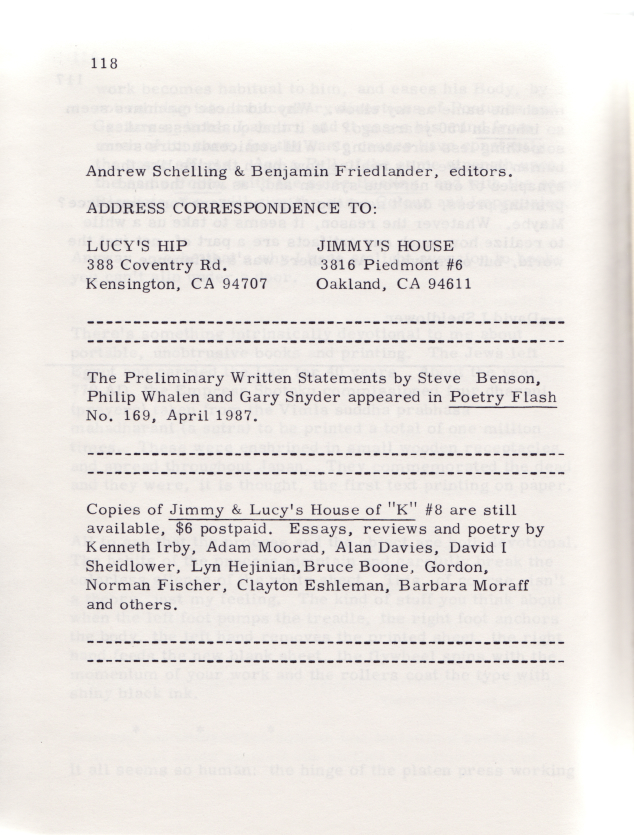 118
Andrew Schelling & Benjamin Friedlander, editors.
ADDRESS CORRESPONDENCE TO:
LUCY'S HIP JIMMY'S HOUSE
388 Coventry Rd. 3816 Piedmont #6
Kensington, CA 94707 Oakland, CA 94611
The Preliminary Written Statements by Steve Benson,
Philip Whalen and Gary Snyder appeared in Poetry Flash
No. 169, April 1987.
Copies of Jimmy & Lucy's House of "K" #8 are still
available, $6 postpaid. Essays, reviews and poetry by
Kenneth Irby, Adam Moorad, Alan Davies, David I
Sheidlower, Lyn Hejinian,Bruce Boone, Gordon,
Norman Fischer, Clayton Eshleman, Barbara Moraff
and others.